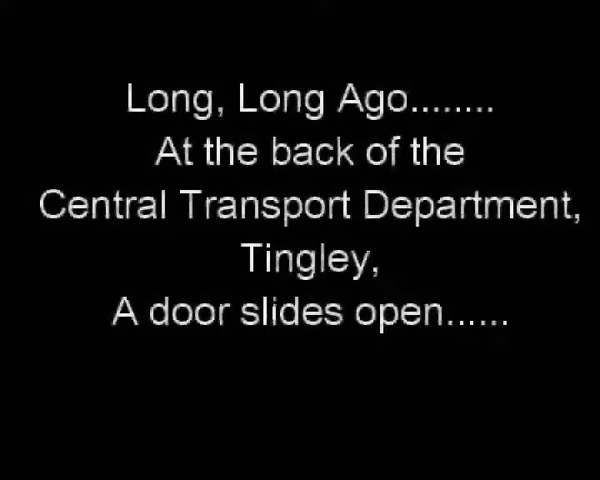 Long, Long Ago........
At the back of the
Central Transport Department,
Tingley,
A door slides open......